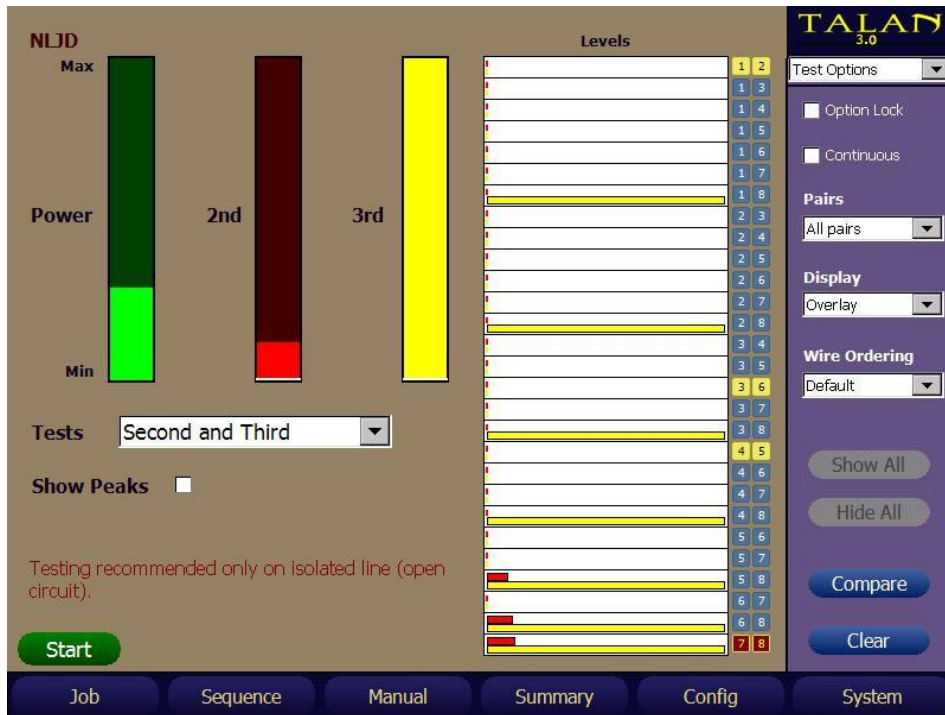 NLJD
Max
Power
Min
2nd
3rd
Tests
Second and Third
Show Peaks
Testing recommended only on isolated line (open
circuit).
Start
Levels
1 2
1 3
1 4
1 5
1 6
1 7
1 8
2 3
2 4
2 5
2 6
2 7
2 8
3 4
3 5
3 6
3 7
3 8
4 5
4 6
4 7
4 8
5 6
5 7
5 8
6 7
6 8
7 8
TALAN
3.0
Test Options
Option Lock
Continuous
Pairs
All pairs
Display
Overlay
Wire Ordering
Default
Show All
Hide All
Compare
Clear
Job
Sequence
Manual
Summary
Config
System